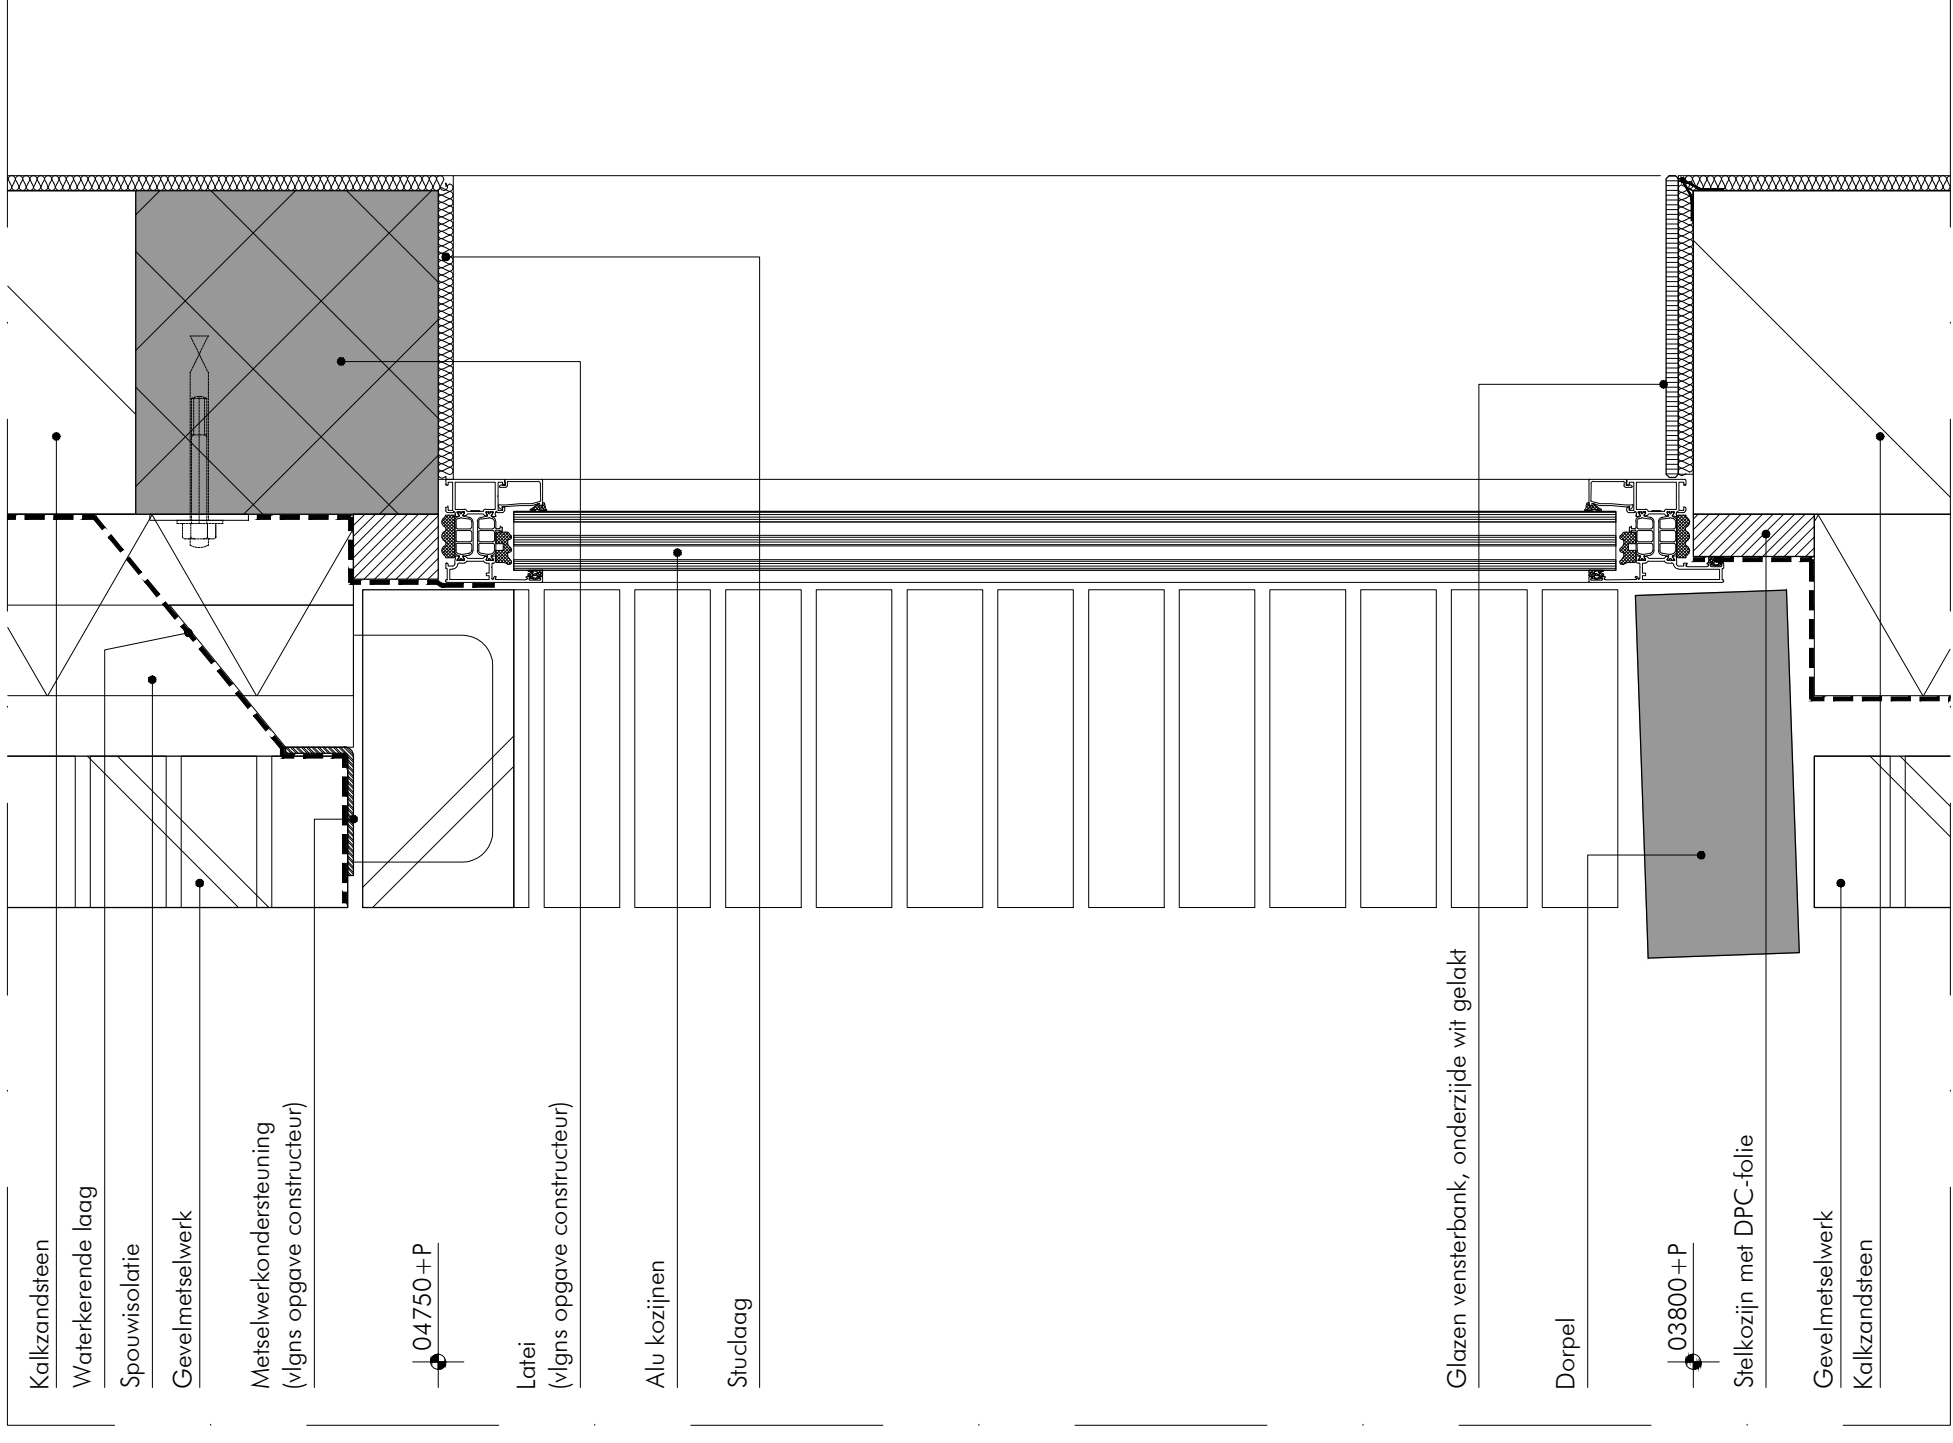 Kalkzandsteen
Waterkerende laag
Spouwisolatie
Gevelmetselwerk
Metselwerkondersteuning
(vlgns opgave constructeur)
04750+P
Latei
(vlgns opgave constructeur)
Alu kozijnen
Stuclaag
Glazen vensterbank, onderzijde wit gelakt
Dorpel
03800+P
Stelkozijn met DPC-folie
Gevelmetselwerk
Kalkzandsteen